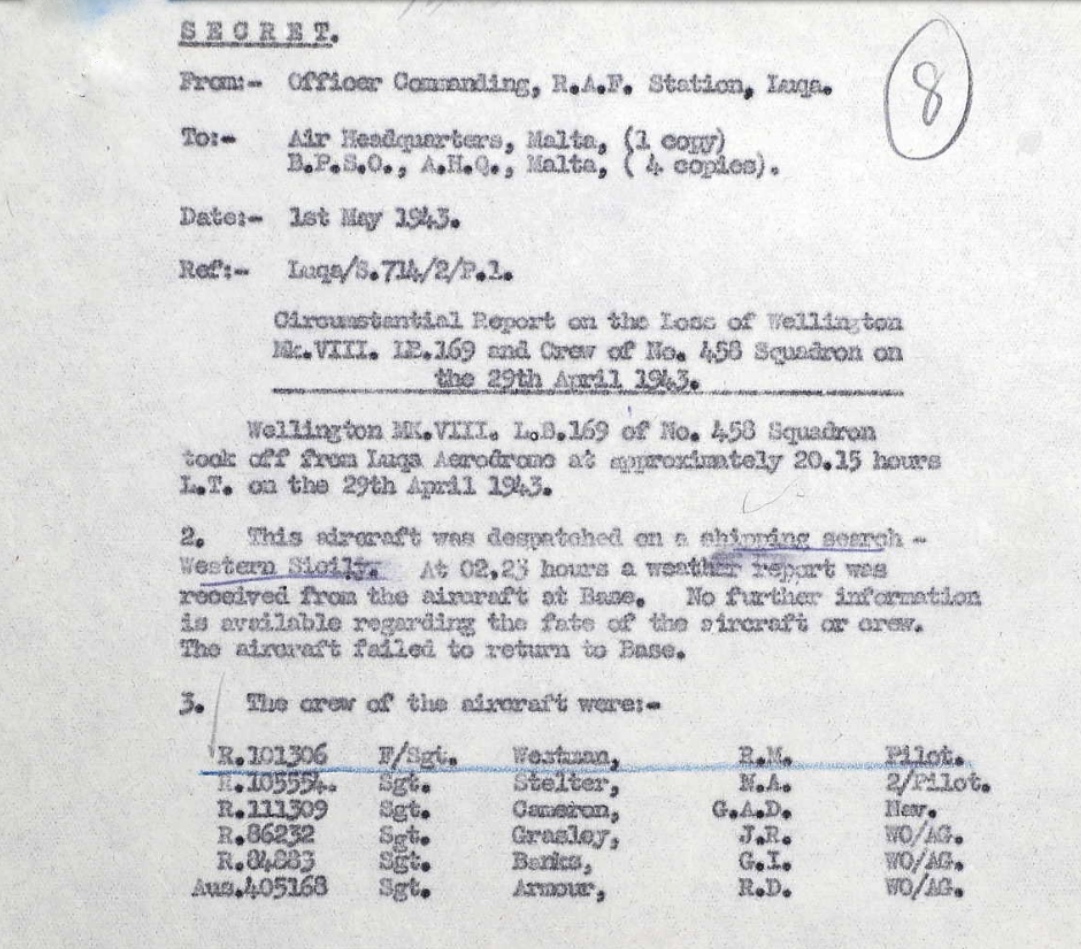 SECRET.
8
From:- Officer Commanding, R.A.F. Station, Luqa.
To:- Air Headquarters, Malta, (1 copy)
B.P.S.O., A.H.Q., Malta, ( 4 copies).
Date:- 1st May 1943.
Ref:- Luqa/S.714/2/P.1.
Circumstantial Report on the Loss of Wellington
Mk.VIII. LB.169 and Crew of No. 458 Squadron on
the 29th April 1943.
Wellington MK.VIII. L.B.169 of No. 458 Squadron
took off from Luqa Aerodrome at approximately 20.15 hours
L.T. on the 29th April 1943.
2. This aircraft was despatched on a shipping search -
Western Sicily. At 02.23 hours a weather report was
received from the aircraft at Base. No further information
is available regarding the fate of the aircraft or crew.
The aircraft failed to return to Base.
3. The crew of the aircraft were:-
R.101306 F/Sgt. Westman, R.M. Pilot.
R.105554. Sgt. Stelter, N.A. 2/Pilot.
R.111309 Sgt. Cameron, G.A.D. Nav.
R.86232 Sgt. Grasley, J.R. WO/AG.
R.84883 Sgt. Banks, G.I. WO/AG.
Aus.405168 Sgt. Armour, R.D. WO/AG.